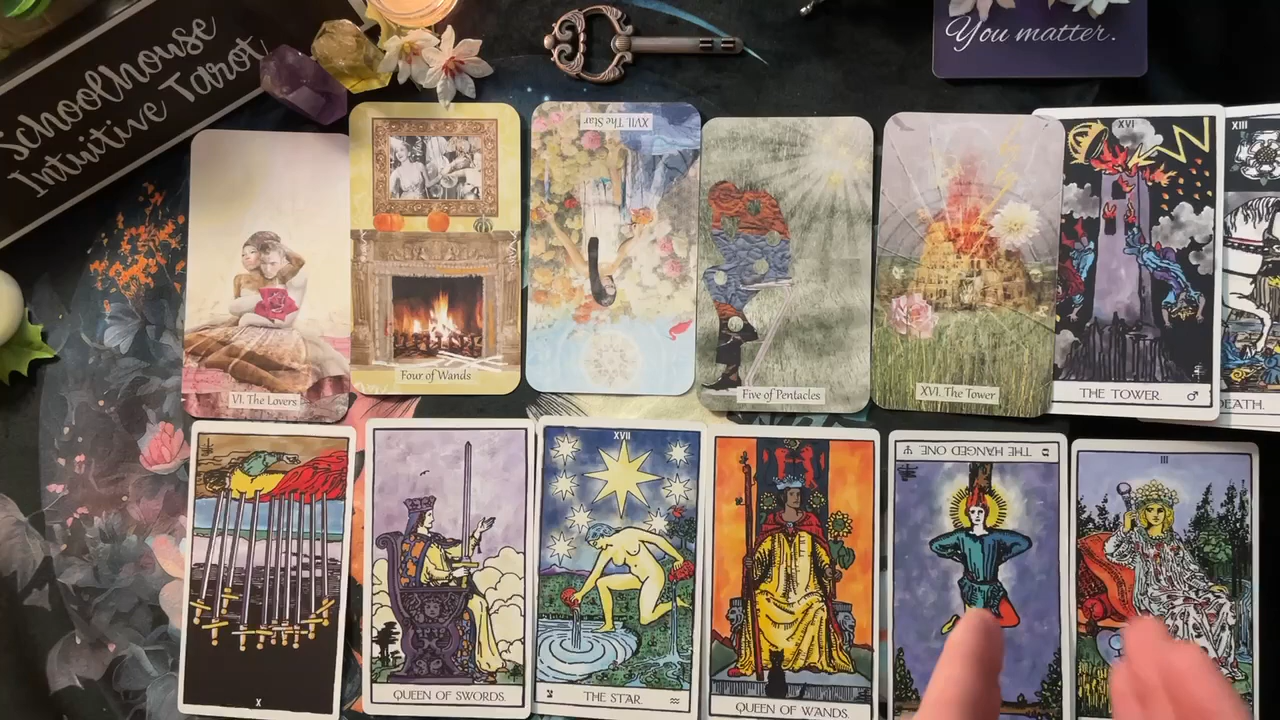 Schoolhouse
Intuitive Tarot
You matter.
VI. The Lovers
Four of Wands
XVII. The Star
Five of Pentacles
XVI. The Tower
XVI
THE TOWER.
XIII
DEATH.
X
QUEEN OF SWORDS.
XVII
THE STAR.
QUEEN OF WANDS.
THE HANGED ONE
III